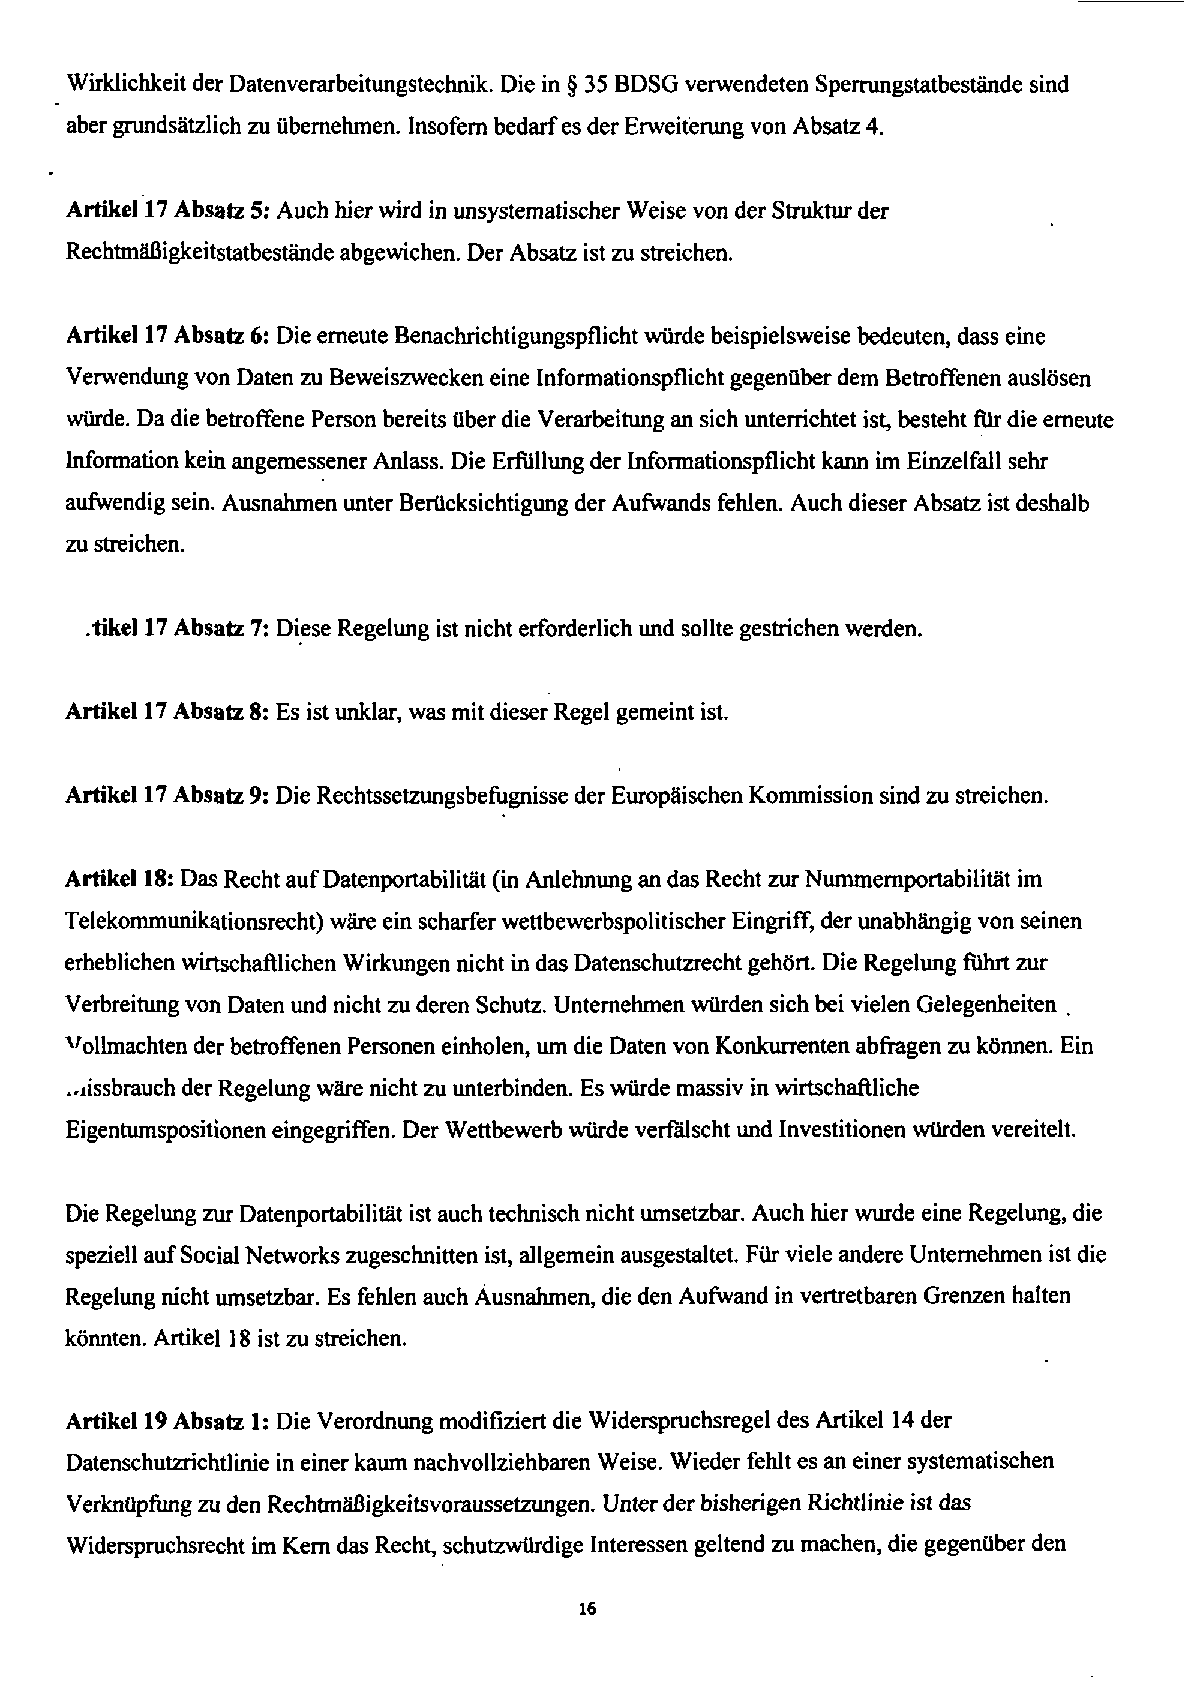 Wirklichkeit der Datenverarbeitungstechnik. Die in § 35 BDSG verwendeten Sperrungstatbestände sind
aber grundsätzlich zu übernehmen. Insofern bedarf es der Erweiterung von Absatz 4.
Artikel 17 Absatz 5: Auch hier wird in unsystematischer Weise von der Struktur der
Rechtmäßigkeitstatbestände abgewichen. Der Absatz ist zu streichen.
Artikel 17 Absatz 6: Die erneute Benachrichtigungspflicht würde beispielsweise bedeuten, dass eine
Verwendung von Daten zu Beweiszwecken eine Informationspflicht gegenüber dem Betroffenen auslösen
würde. Da die betroffene Person bereits über die Verarbeitung an sich unterrichtet ist, besteht für die erneute
Information kein angemessener Anlass. Die Erfüllung der Informationspflicht kann im Einzelfall sehr
aufwendig sein. Ausnahmen unter Berücksichtigung der Aufwands fehlen. Auch dieser Absatz ist deshalb
zu streichen.
.tikel 17 Absatz 7: Diese Regelung ist nicht erforderlich und sollte gestrichen werden.
Artikel 17 Absatz 8: Es ist unklar, was mit dieser Regel gemeint ist.
Artikel 17 Absatz 9: Die Rechtssetzungsbefugnisse der Europäischen Kommission sind zu streichen.
Artikel 18: Das Recht auf Datenportabilität (in Anlehnung an das Recht zur Nummernportabilität im
Telekommunikationsrecht) wäre ein scharfer wettbewerbspolitischer Eingriff, der unabhängig von seinen
erheblichen wirtschaftlichen Wirkungen nicht in das Datenschutzrecht gehört. Die Regelung führt zur
Verbreitung von Daten und nicht zu deren Schutz. Unternehmen würden sich bei vielen Gelegenheiten
Vollmachten der betroffenen Personen einholen, um die Daten von Konkurrenten abfragen zu können. Ein
issbrauch der Regelung wäre nicht zu unterbinden. Es würde massiv in wirtschaftliche
Eigentumspositionen eingegriffen. Der Wettbewerb würde verfälscht und Investitionen würden vereitelt.
Die Regelung zur Datenportabilität ist auch technisch nicht umsetzbar. Auch hier wurde eine Regelung, die
speziell auf Social Networks zugeschnitten ist, allgemein ausgestaltet. Für viele andere Unternehmen ist die
Regelung nicht umsetzbar. Es fehlen auch Ausnahmen, die den Aufwand in vertretbaren Grenzen halten
könnten. Artikel 18 ist zu streichen.
Artikel 19 Absatz 1: Die Verordnung modifiziert die Widerspruchsregel des Artikel 14 der
Datenschutzrichtlinie in einer kaum nachvollziehbaren Weise. Wieder fehlt es an einer systematischen
Verknüpfung zu den Rechtmäßigkeitsvoraussetzungen. Unter der bisherigen Richtlinie ist das
Widerspruchsrecht im Kern das Recht, schutzwürdige Interessen geltend zu machen, die gegenüber den
16